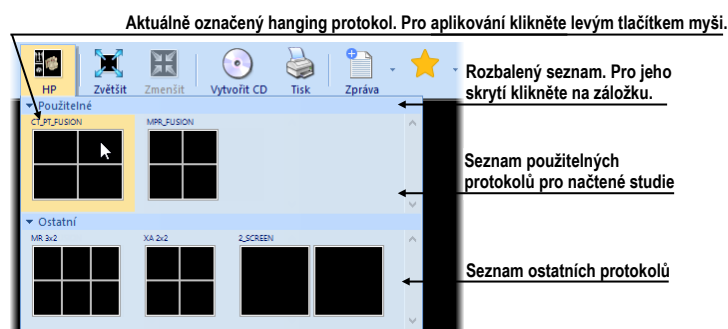 Aktuálně označený hanging protokol. Pro aplikování klikněte levým tlačítkem myši.
HP
Zvětšit
Zmenšit
Vytvořit CD
Tisk
Zpráva
Rozbalený seznam. Pro jeho
skrytí klikněte na záložku.
Použitelné
CT_PT_FUSION
MPR_FUSION
Seznam použitelných
protokolů pro načtené studie
Ostatní
MR 3x2
XA 2x2
2_SCREEN
Seznam ostatních protokolů